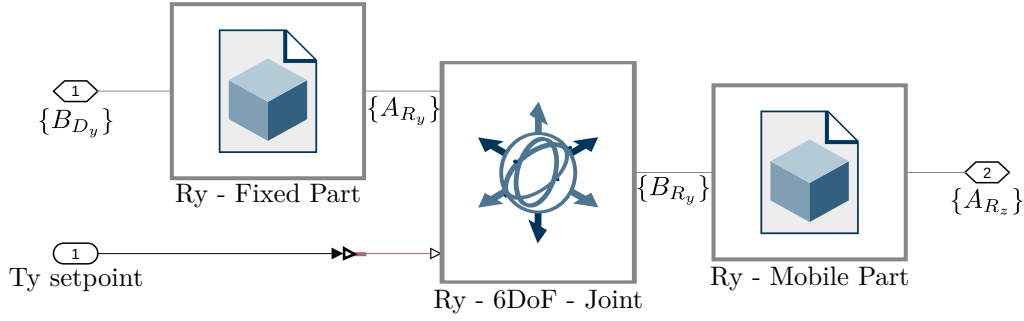 1
{B_{D_y}}
Ry - Fixed Part
{A_{R_y}}
1
Ty setpoint
Ry - 6DoF - Joint
{B_{R_y}}
Ry - Mobile Part
2
{A_{R_z}}